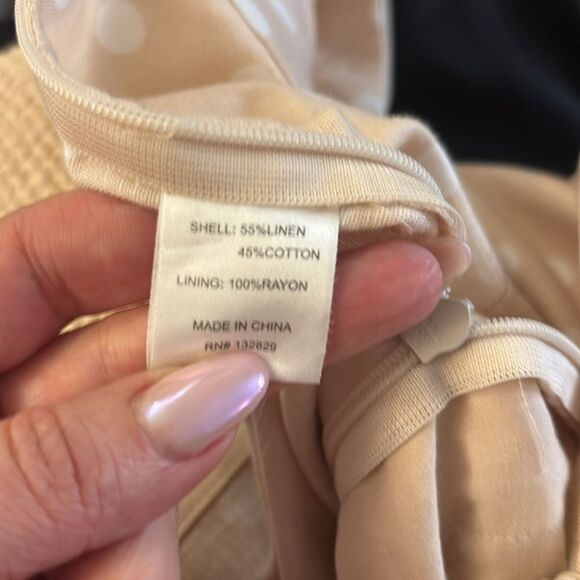 SHELL: 55%LINEN
45%COTTON
LINING: 100%RAYON
MADE IN CHINA
RN# 132829